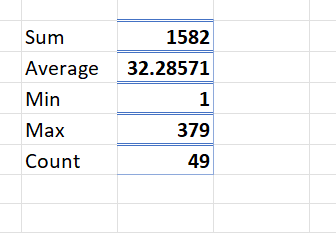 Sum 1582
Average 32.28571
Min 1
Max 379
Count 49